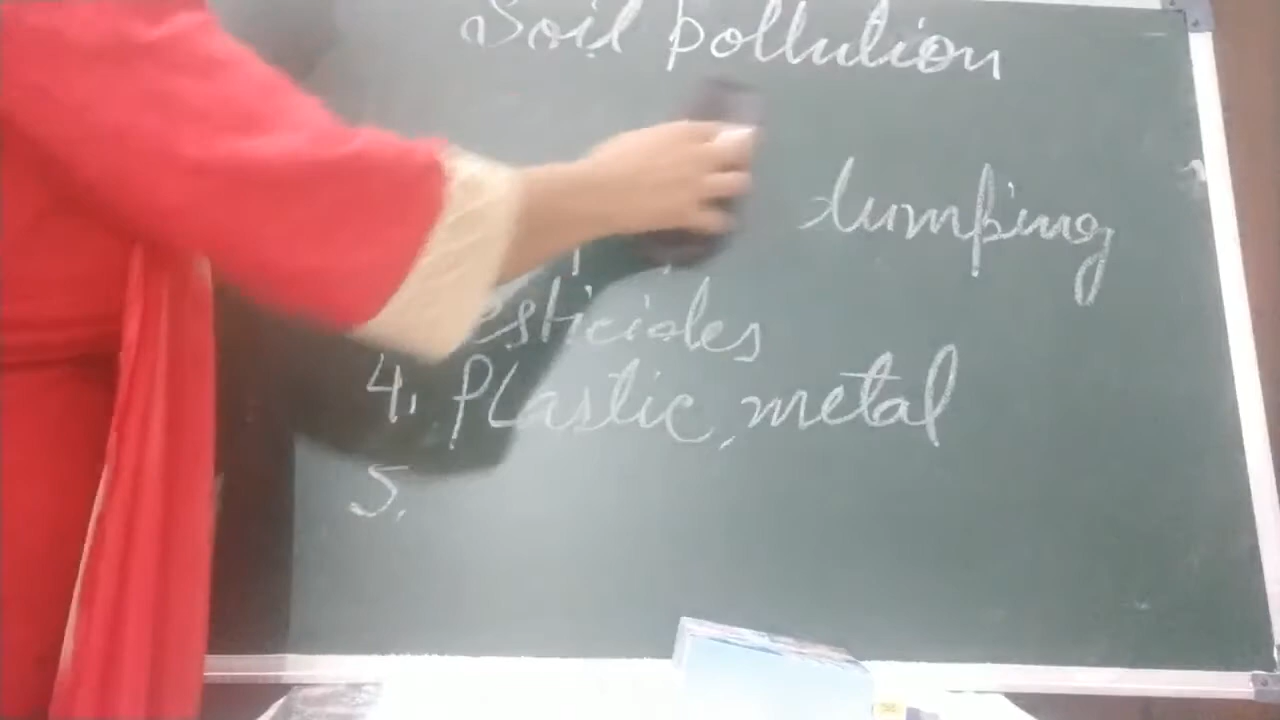 Soil pollution
dumping
esticides
4. Plastic, metal
5.